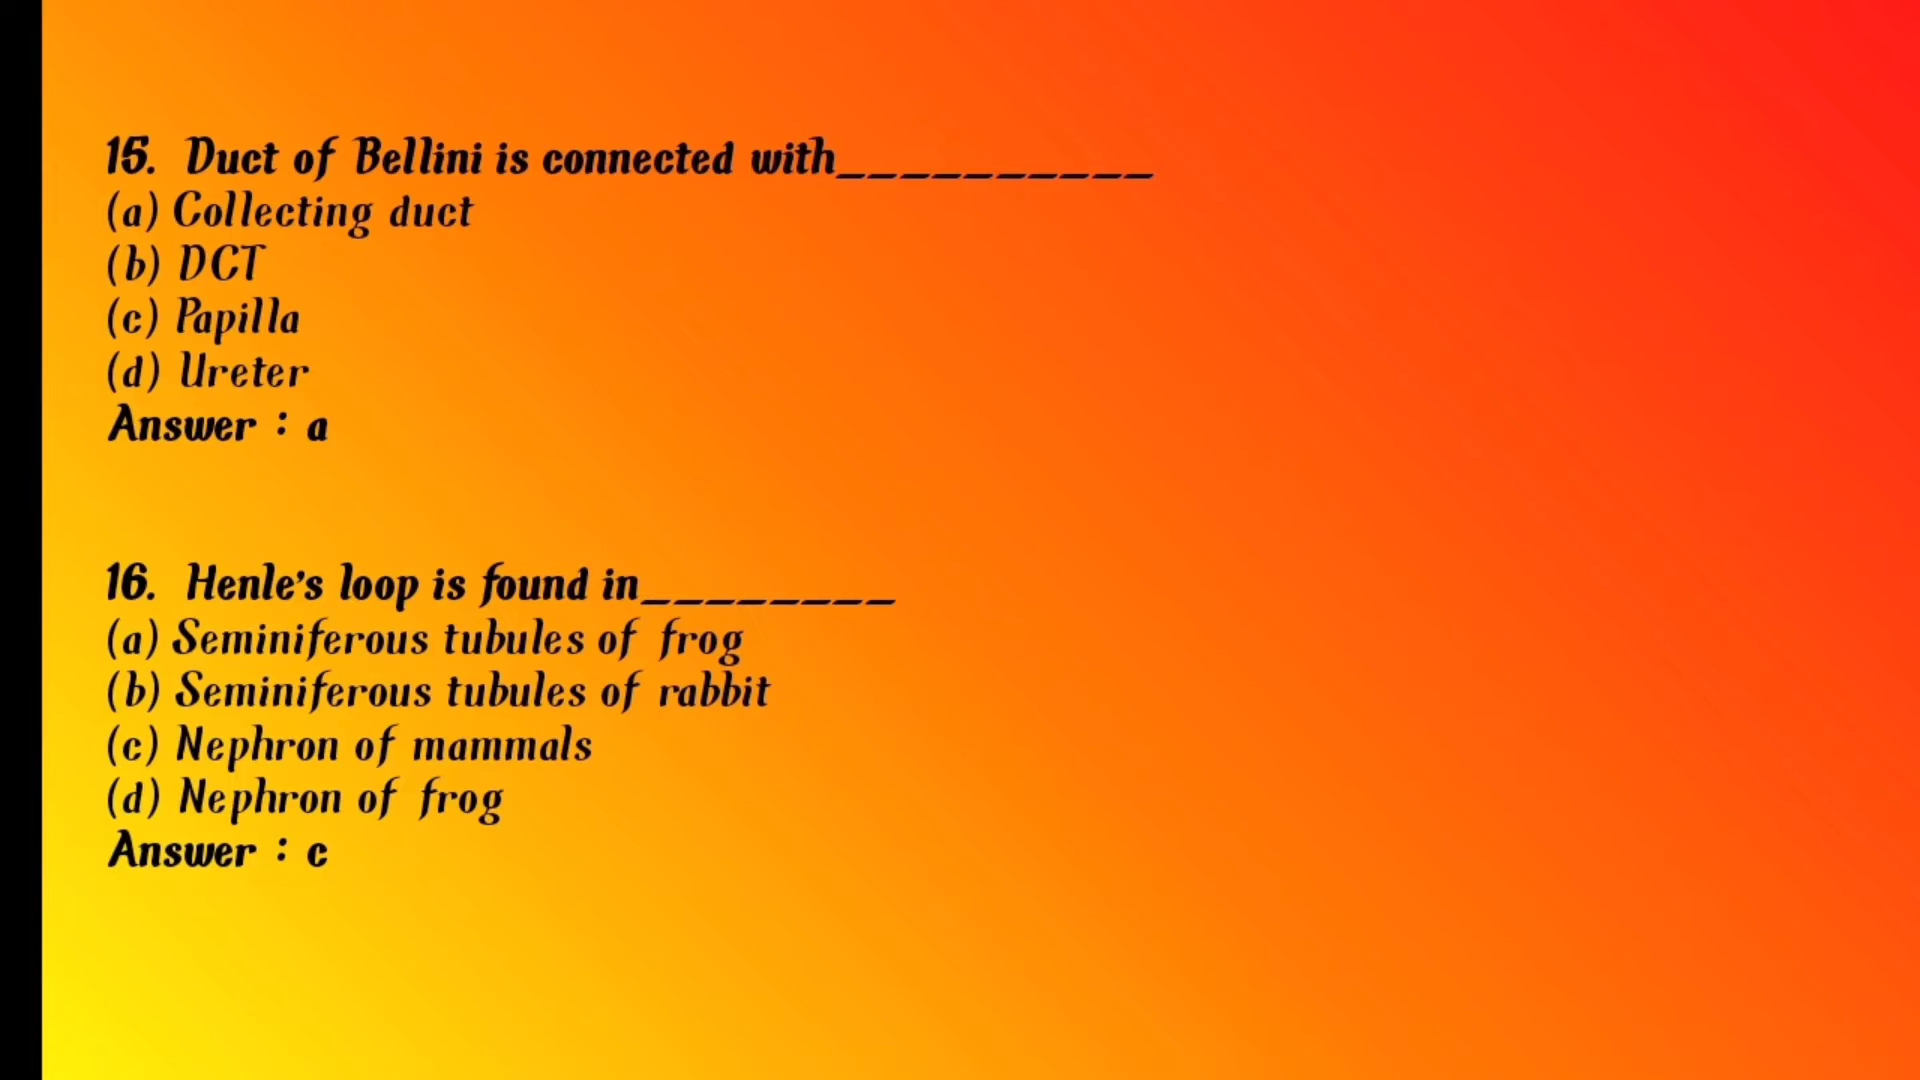 15. Duct of Bellini is connected with__________
(a) Collecting duct
(b) DCT
(c) Papilla
(d) Ureter
Answer : a
16. Henle's loop is found in________
(a) Seminiferous tubules of frog
(b) Seminiferous tubules of rabbit
(c) Nephron of mammals
(d) Nephron of frog
Answer : c